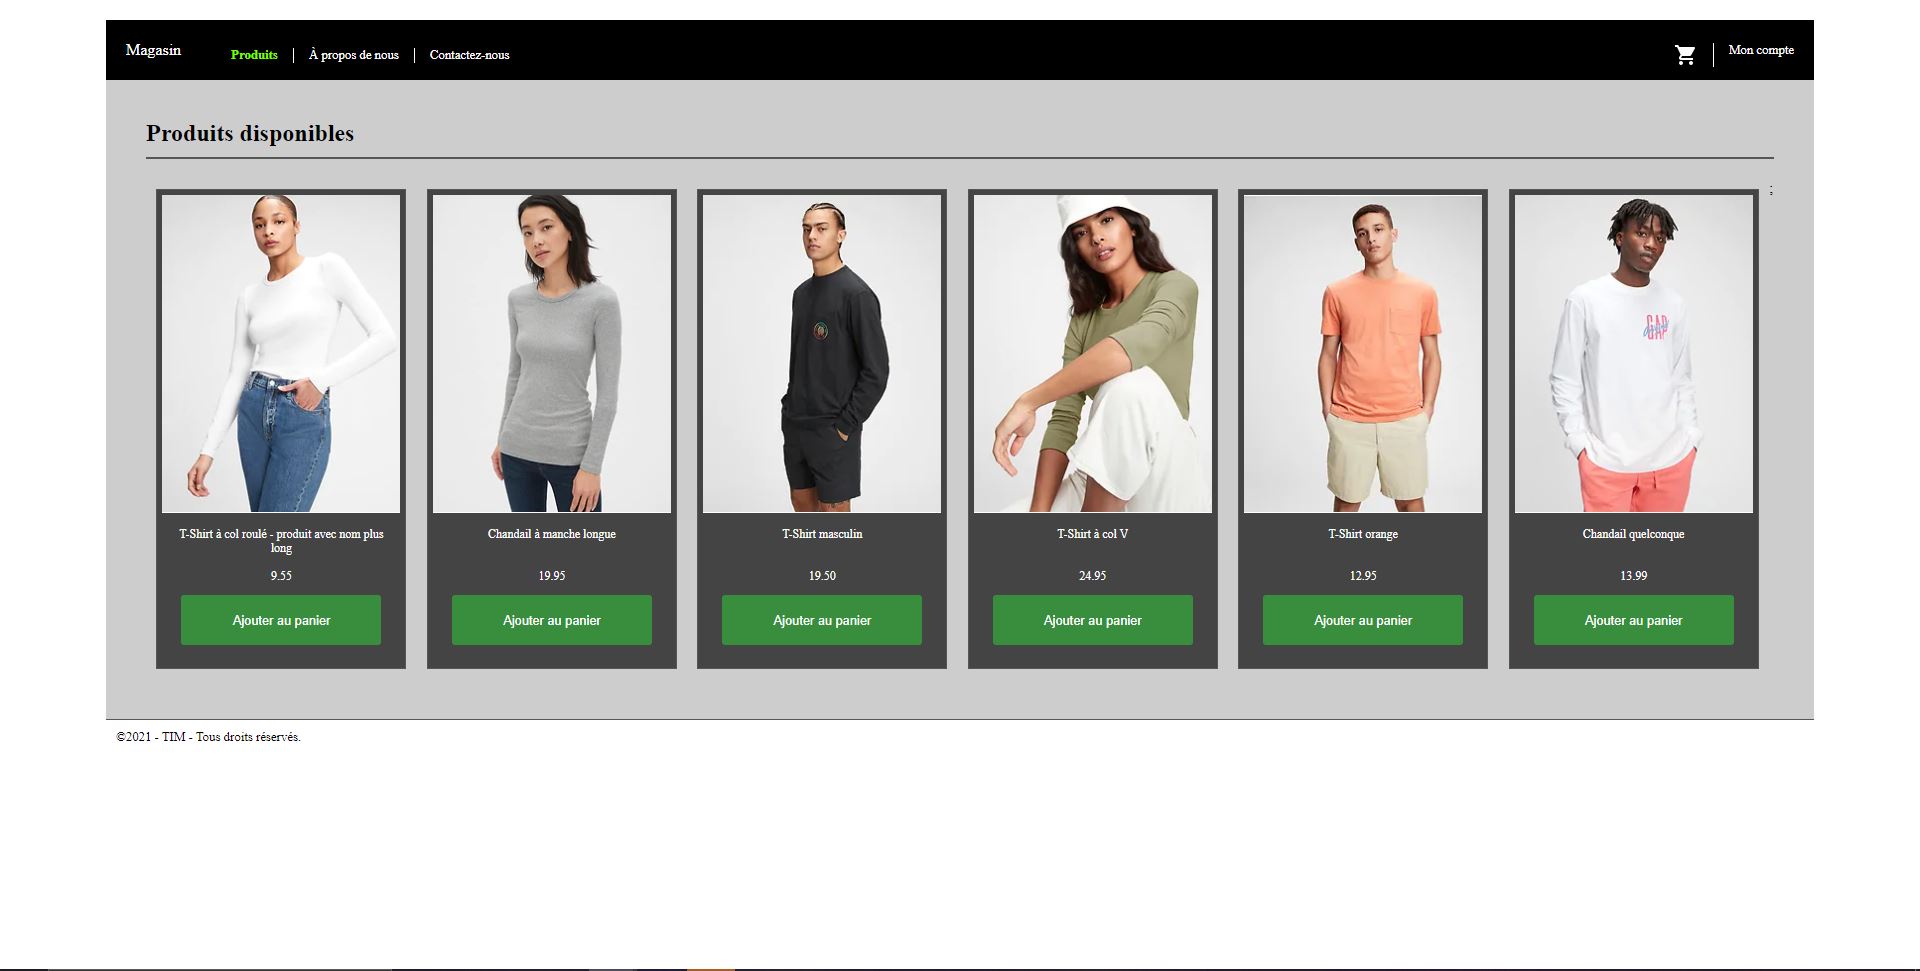 Magasin
Produits
À propos de nous
Contactez-nous
Mon compte
Produits disponibles
;
GAP
T-Shirt à col roulé - produit avec nom plus
long
9.55
Ajouter au panier
Chandail à manche longue
19.95
Ajouter au panier
T-Shirt masculin
19.50
Ajouter au panier
T-Shirt à col V
24.95
Ajouter au panier
T-Shirt orange
12.95
Ajouter au panier
Chandail quelconque
13.99
Ajouter au panier
©2021 - TIM - Tous droits réservés.